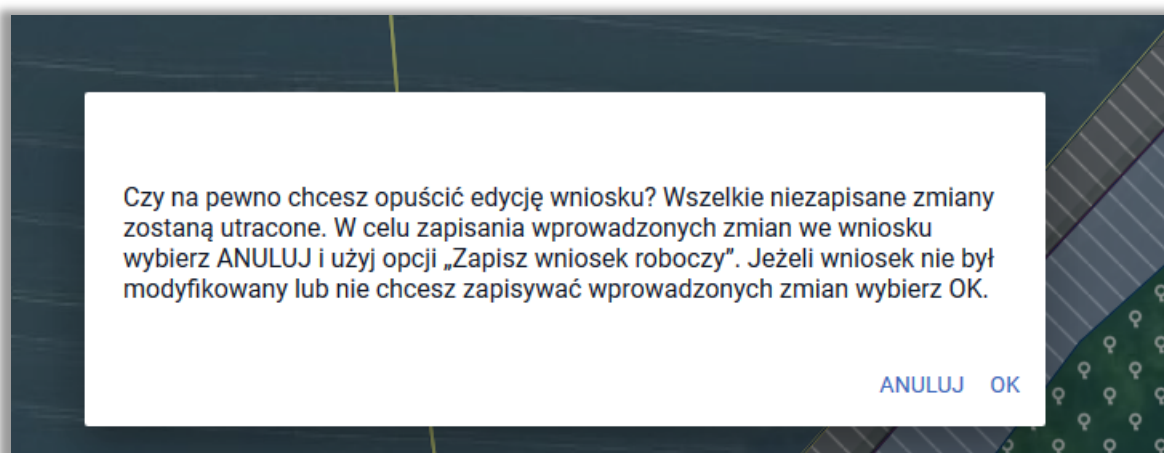 Czy na pewno chcesz opuścić edycję wniosku? Wszelkie niezapisane zmiany
zostaną utracone. W celu zapisania wprowadzonych zmian we wniosku
wybierz ANULUJ i użyj opcji „Zapisz wniosek roboczy”. Jeżeli wniosek nie był
modyfikowany lub nie chcesz zapisywać wprowadzonych zmian wybierz OK.
ANULUJ OK